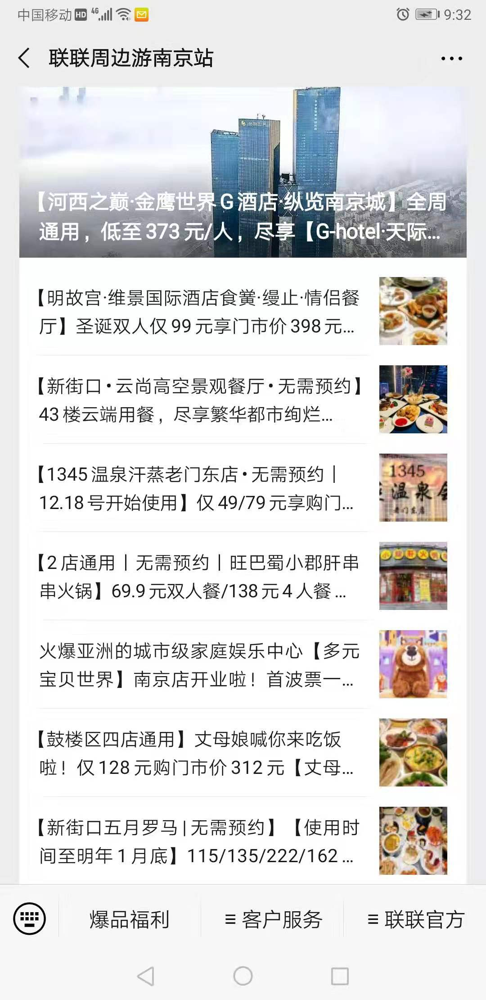 中国移动 HD 4G 9:32
联联周边游南京站
金鹰世界
【河西之巅·金鹰世界G酒店·纵览南京城】全周
通用，低至373元/人，尽享【G-hotel·天际...
【明故宫·维景国际酒店食黉·缦止·情侣餐
厅】圣诞双人仅99元享门市价398元...
【新街口•云尚高空景观餐厅•无需预约】
43楼云端用餐，尽享繁华都市绚烂...
【1345温泉汗蒸老门东店•无需预约｜
12.18号开始使用】仅49/79元享购门...
1345
温泉会
老门东店
【2店通用｜无需预约｜旺巴蜀小郡肝串
串火锅】69.9元双人餐/138元4人餐...
火爆亚洲的城市级家庭娱乐中心【多元
宝贝世界】南京店开业啦！首波票一...
【鼓楼区四店通用】丈母娘喊你来吃饭
啦！仅128元购门市价312元【丈母...
【新街口五月罗马|无需预约】【使用时
间至明年1月底】115/135/222/162...
爆品福利 客户服务 联联官方